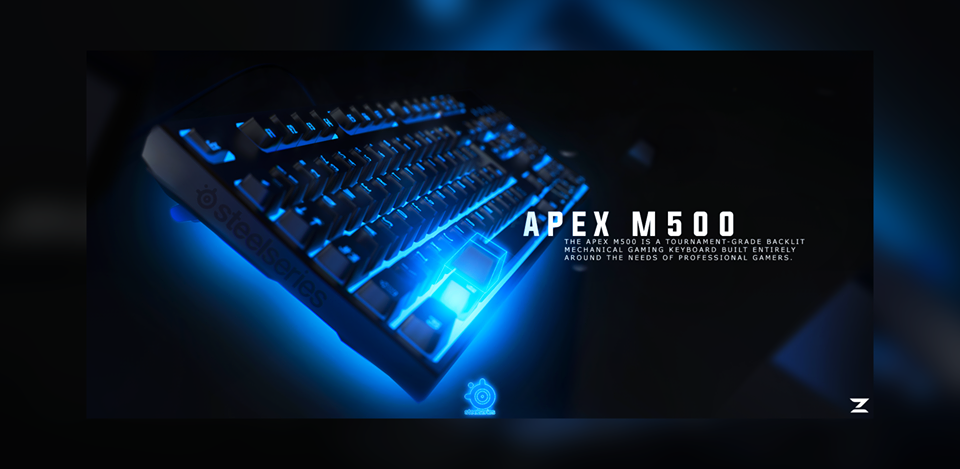 steelseries
APEX M500
THE APEX M500 IS A TOURNAMENT-GRADE BACKLIT
MECHANICAL GAMING KEYBOARD BUILT ENTIRELY
AROUND THE NEEDS OF PROFESSIONAL GAMERS.
steelseries
Z